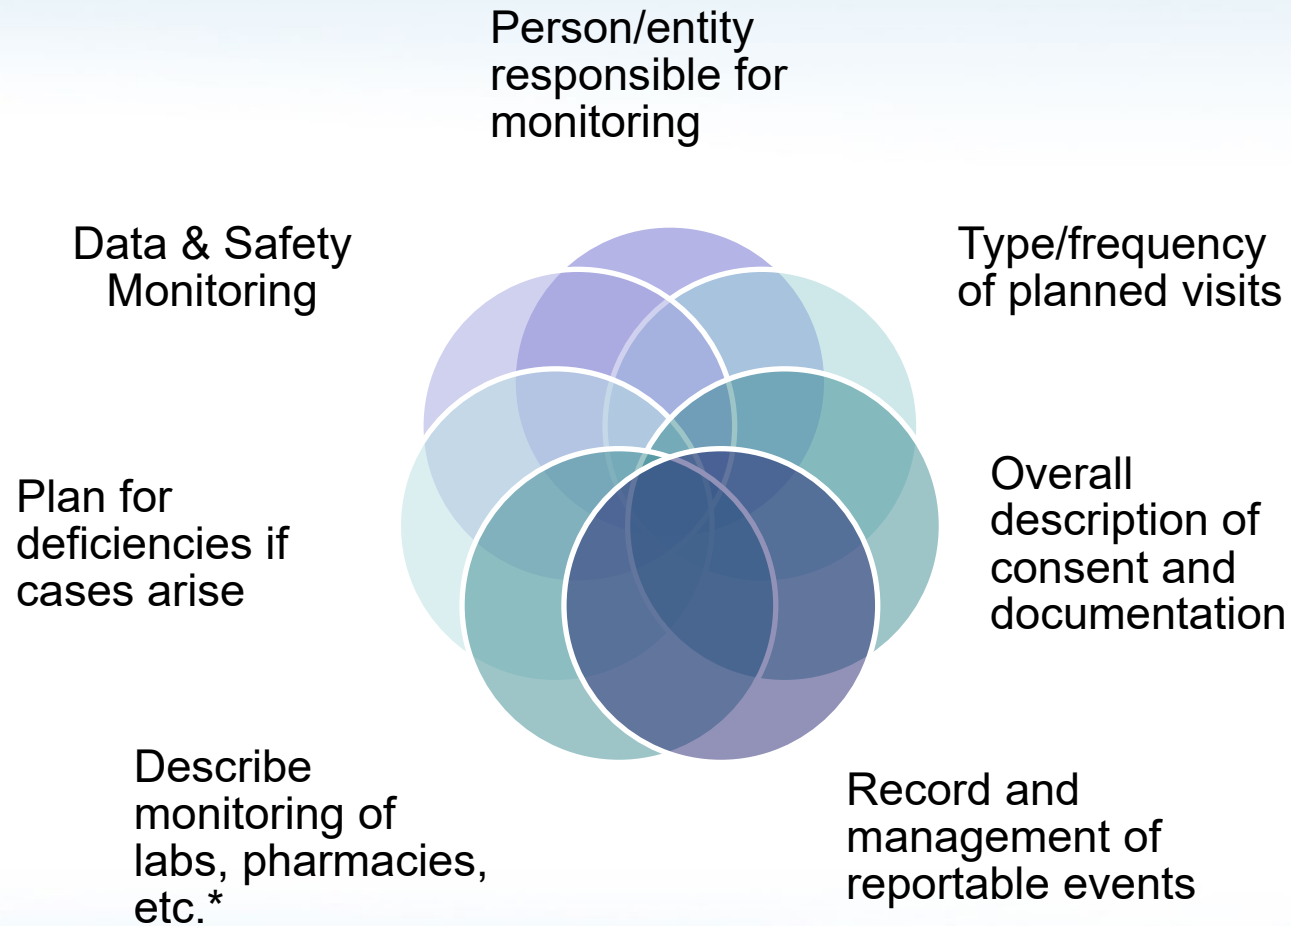 Person/entity
responsible for
monitoring
Data & Safety
Monitoring
Type/frequency
of planned visits
Plan for
deficiencies if
cases arise
Overall
description of
consent and
documentation
Describe
monitoring of
labs, pharmacies,
etc.*
Record and
management of
reportable events